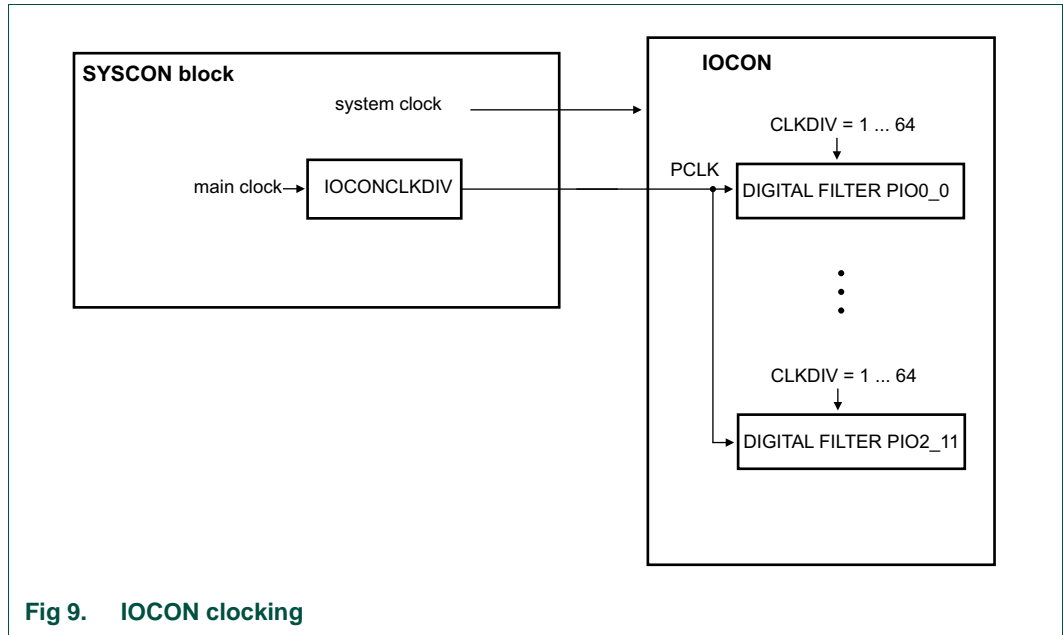 SYSCON block
IOCON
system clock
CLKDIV = 1 ... 64
main clock
IOCONCLKDIV
PCLK
DIGITAL FILTER PIO0_0
CLKDIV = 1 ... 64
DIGITAL FILTER PIO2_11
Fig 9. IOCON clocking